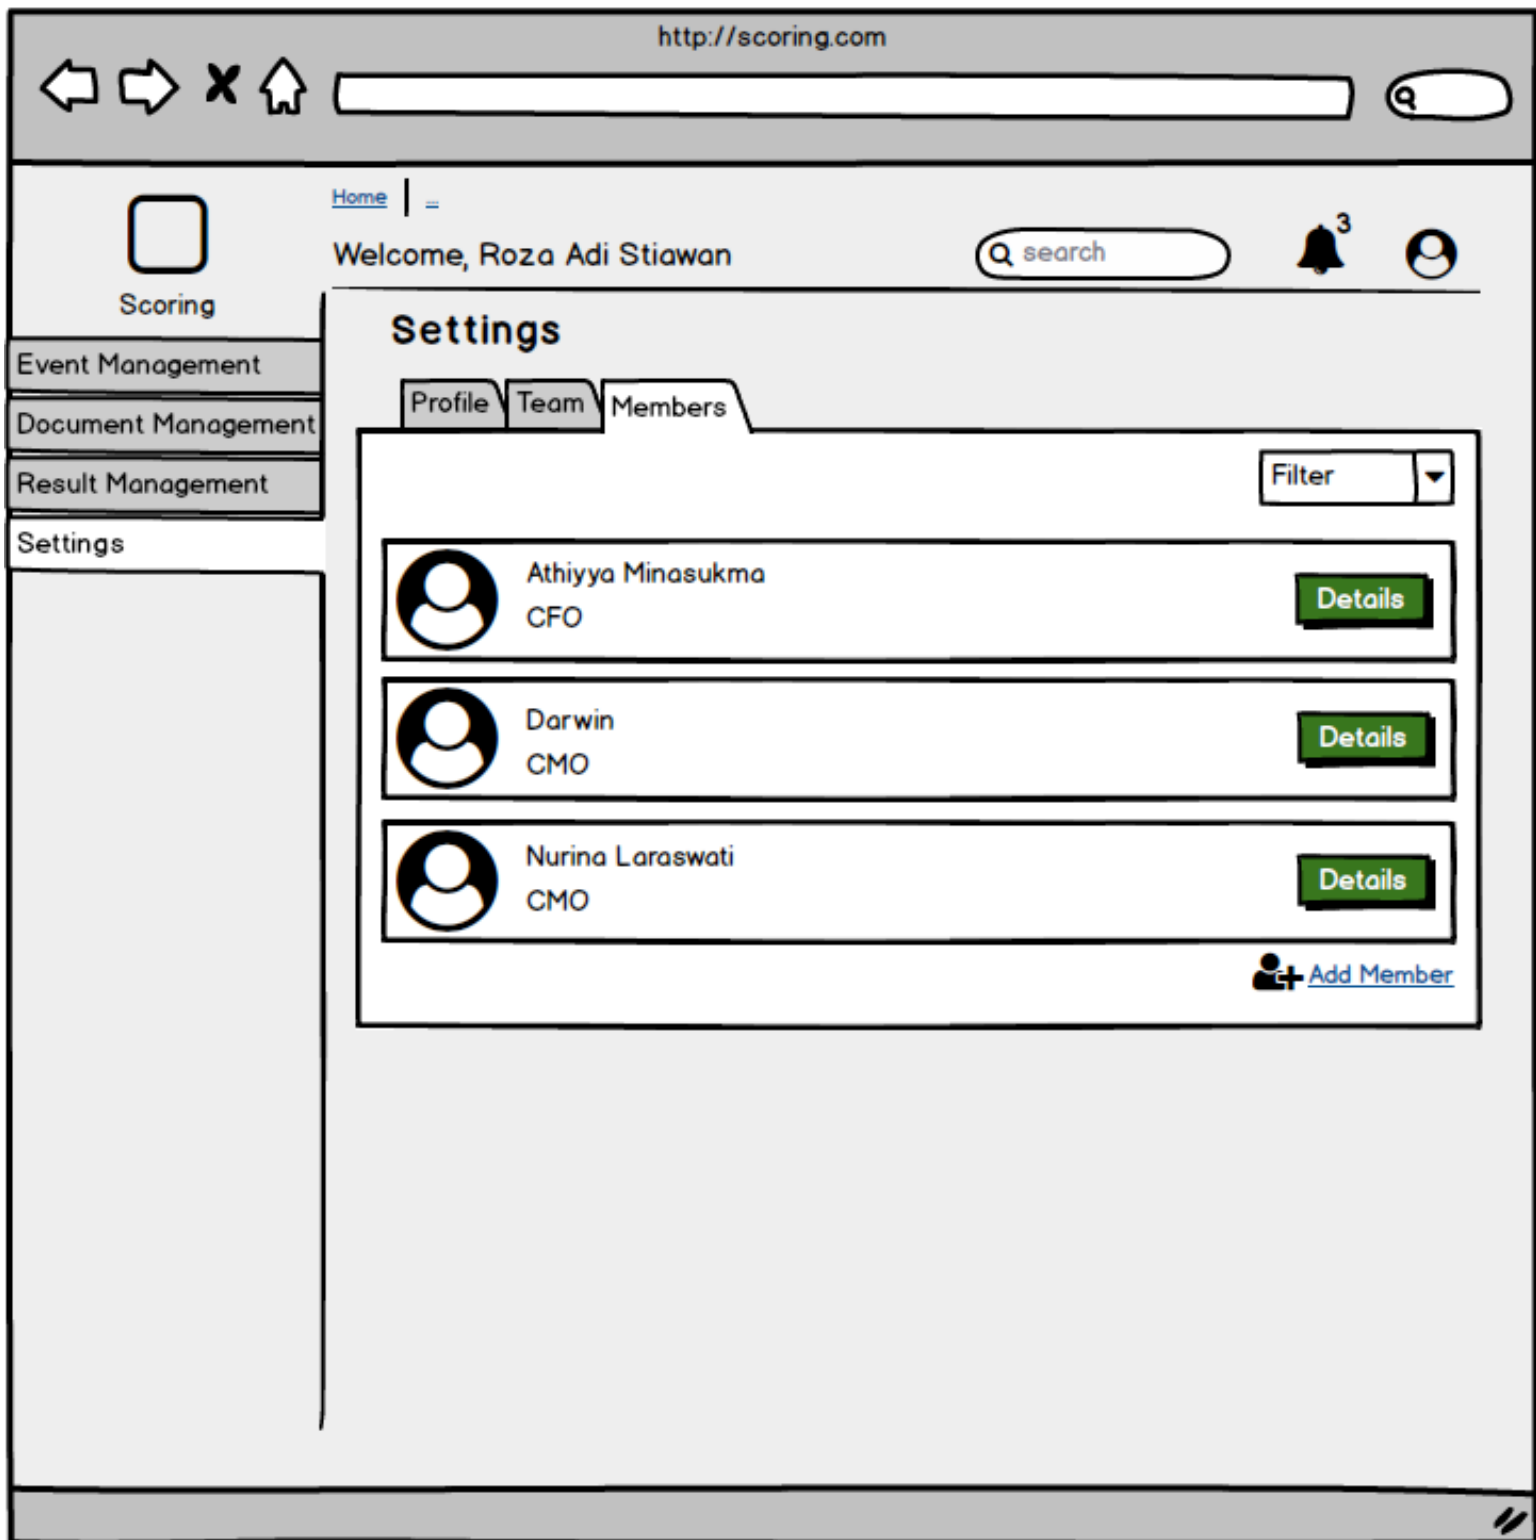 http://scoring.com
Home | ...
Welcome, Roza Adi Stiawan
search
3
Scoring
Event Management
Document Management
Result Management
Settings
Settings
Profile
Team
Members
Filter
Athiyya Minasukma
CFO
Details
Darwin
CMO
Details
Nurina Laraswati
CMO
Details
Add Member